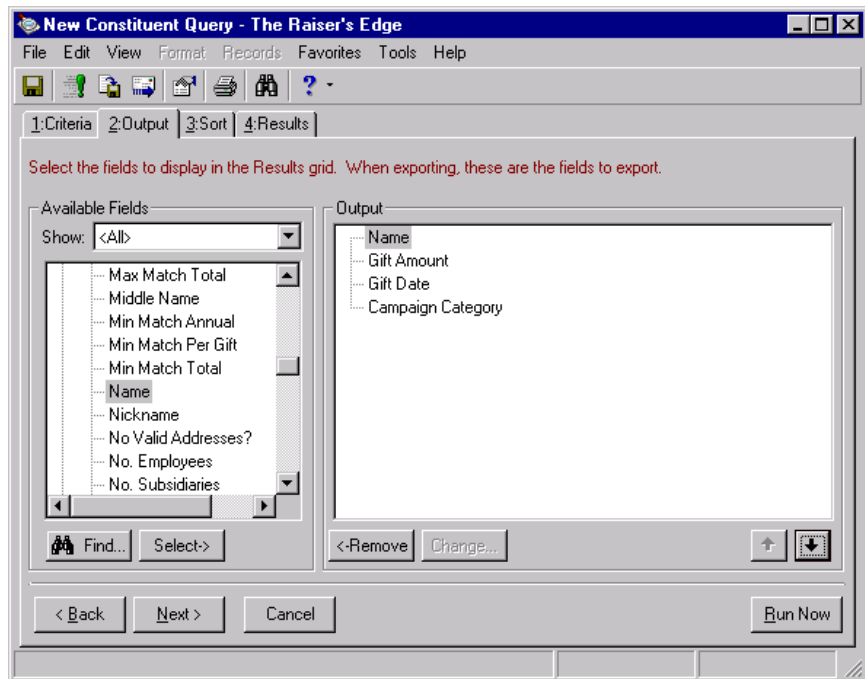 New Constituent Query - The Raiser's Edge
File Edit View Format Records Favorites Tools Help
?
1:Criteria 2:Output 3:Sort 4:Results
Select the fields to display in the Results grid. When exporting, these are the fields to export.
Available Fields
Show: <All>
Max Match Total
Middle Name
Min Match Annual
Min Match Per Gift
Min Match Total
Name
Nickname
No Valid Addresses?
No. Employees
No. Subsidiaries
Find... Select->
Output
Name
Gift Amount
Gift Date
Campaign Category
<-Remove Change...
< Back Next > Cancel Run Now